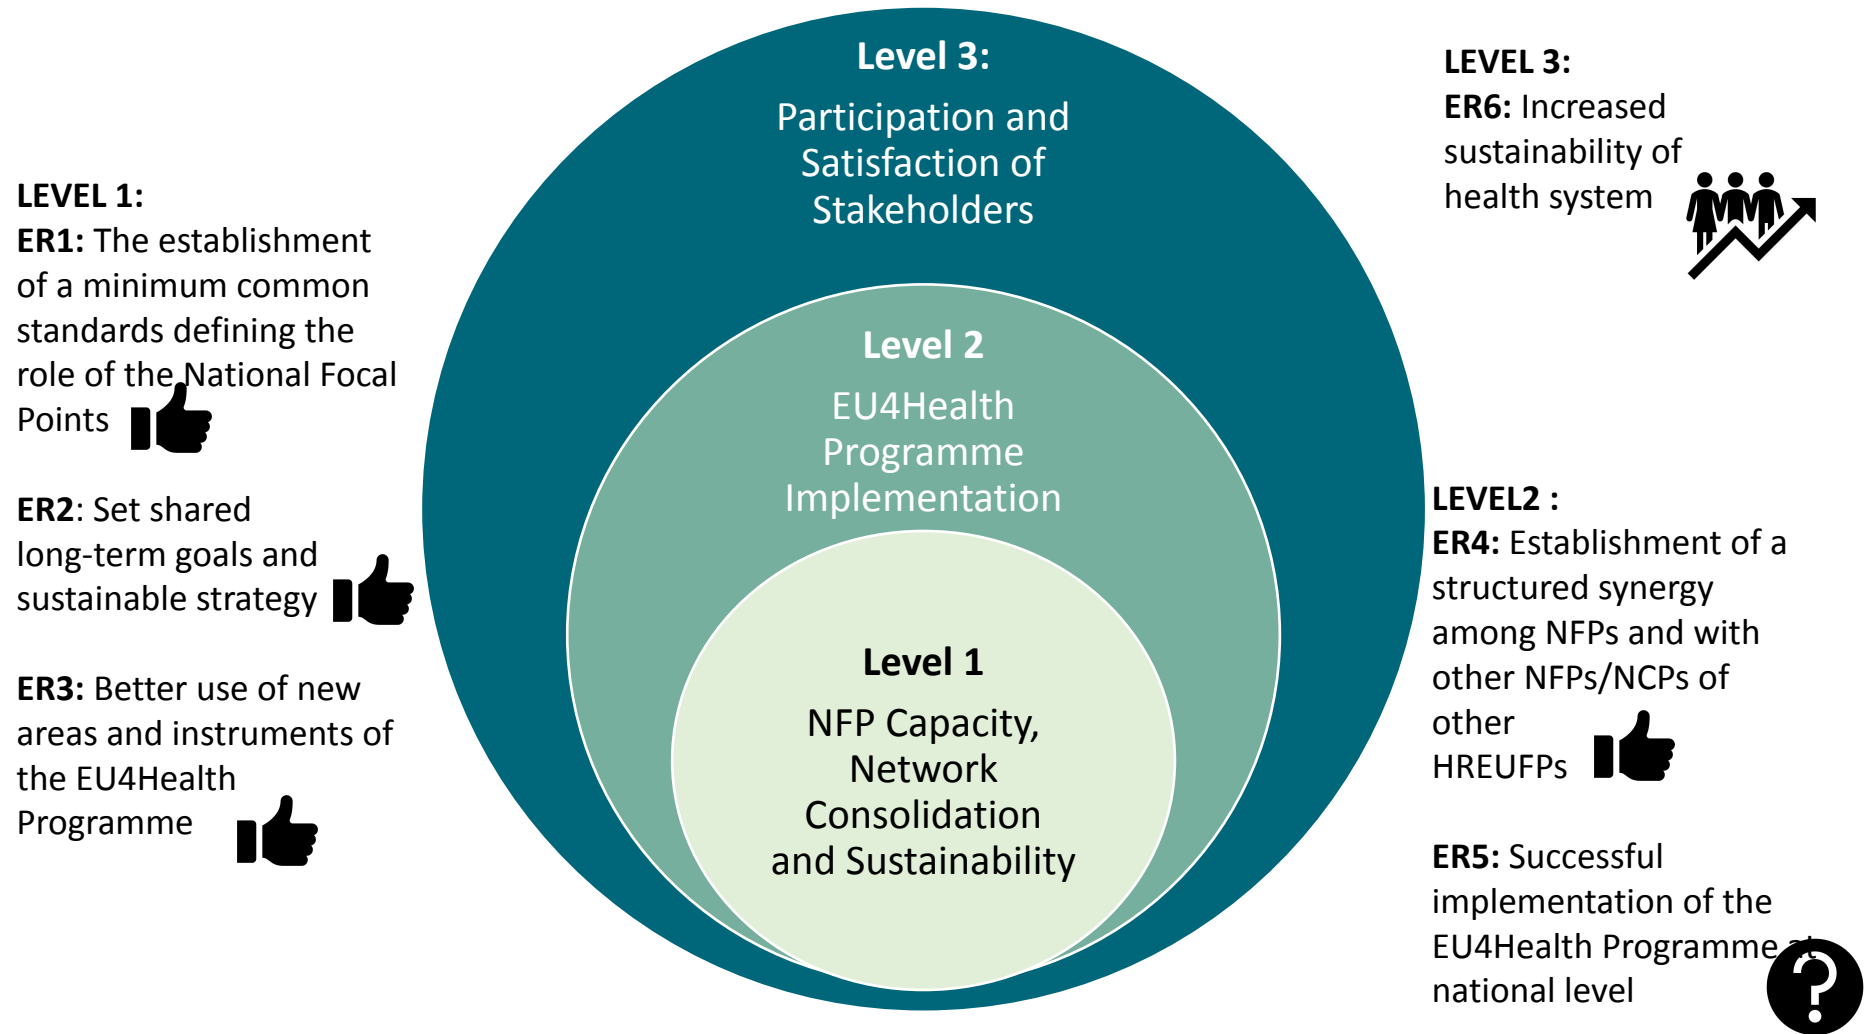 LEVEL 1:
ER1: The establishment
of a minimum common
standards defining the
role of the National Focal
Points
ER2: Set shared
long-term goals and
sustainable strategy
ER3: Better use of new
areas and instruments of
the EU4Health
Programme
Level 3:
Participation and
Satisfaction of
Stakeholders
Level 2
EU4Health
Programme
Implementation
Level 1
NFP Capacity,
Network
Consolidation
and Sustainability
LEVEL 3:
ER6: Increased
sustainability of
health system
LEVEL2 :
ER4: Establishment of a
structured synergy
among NFPs and with
other NFPs/NCPs of
other
HREUFPs
ER5: Successful
implementation of the
EU4Health Programme at
national level
?